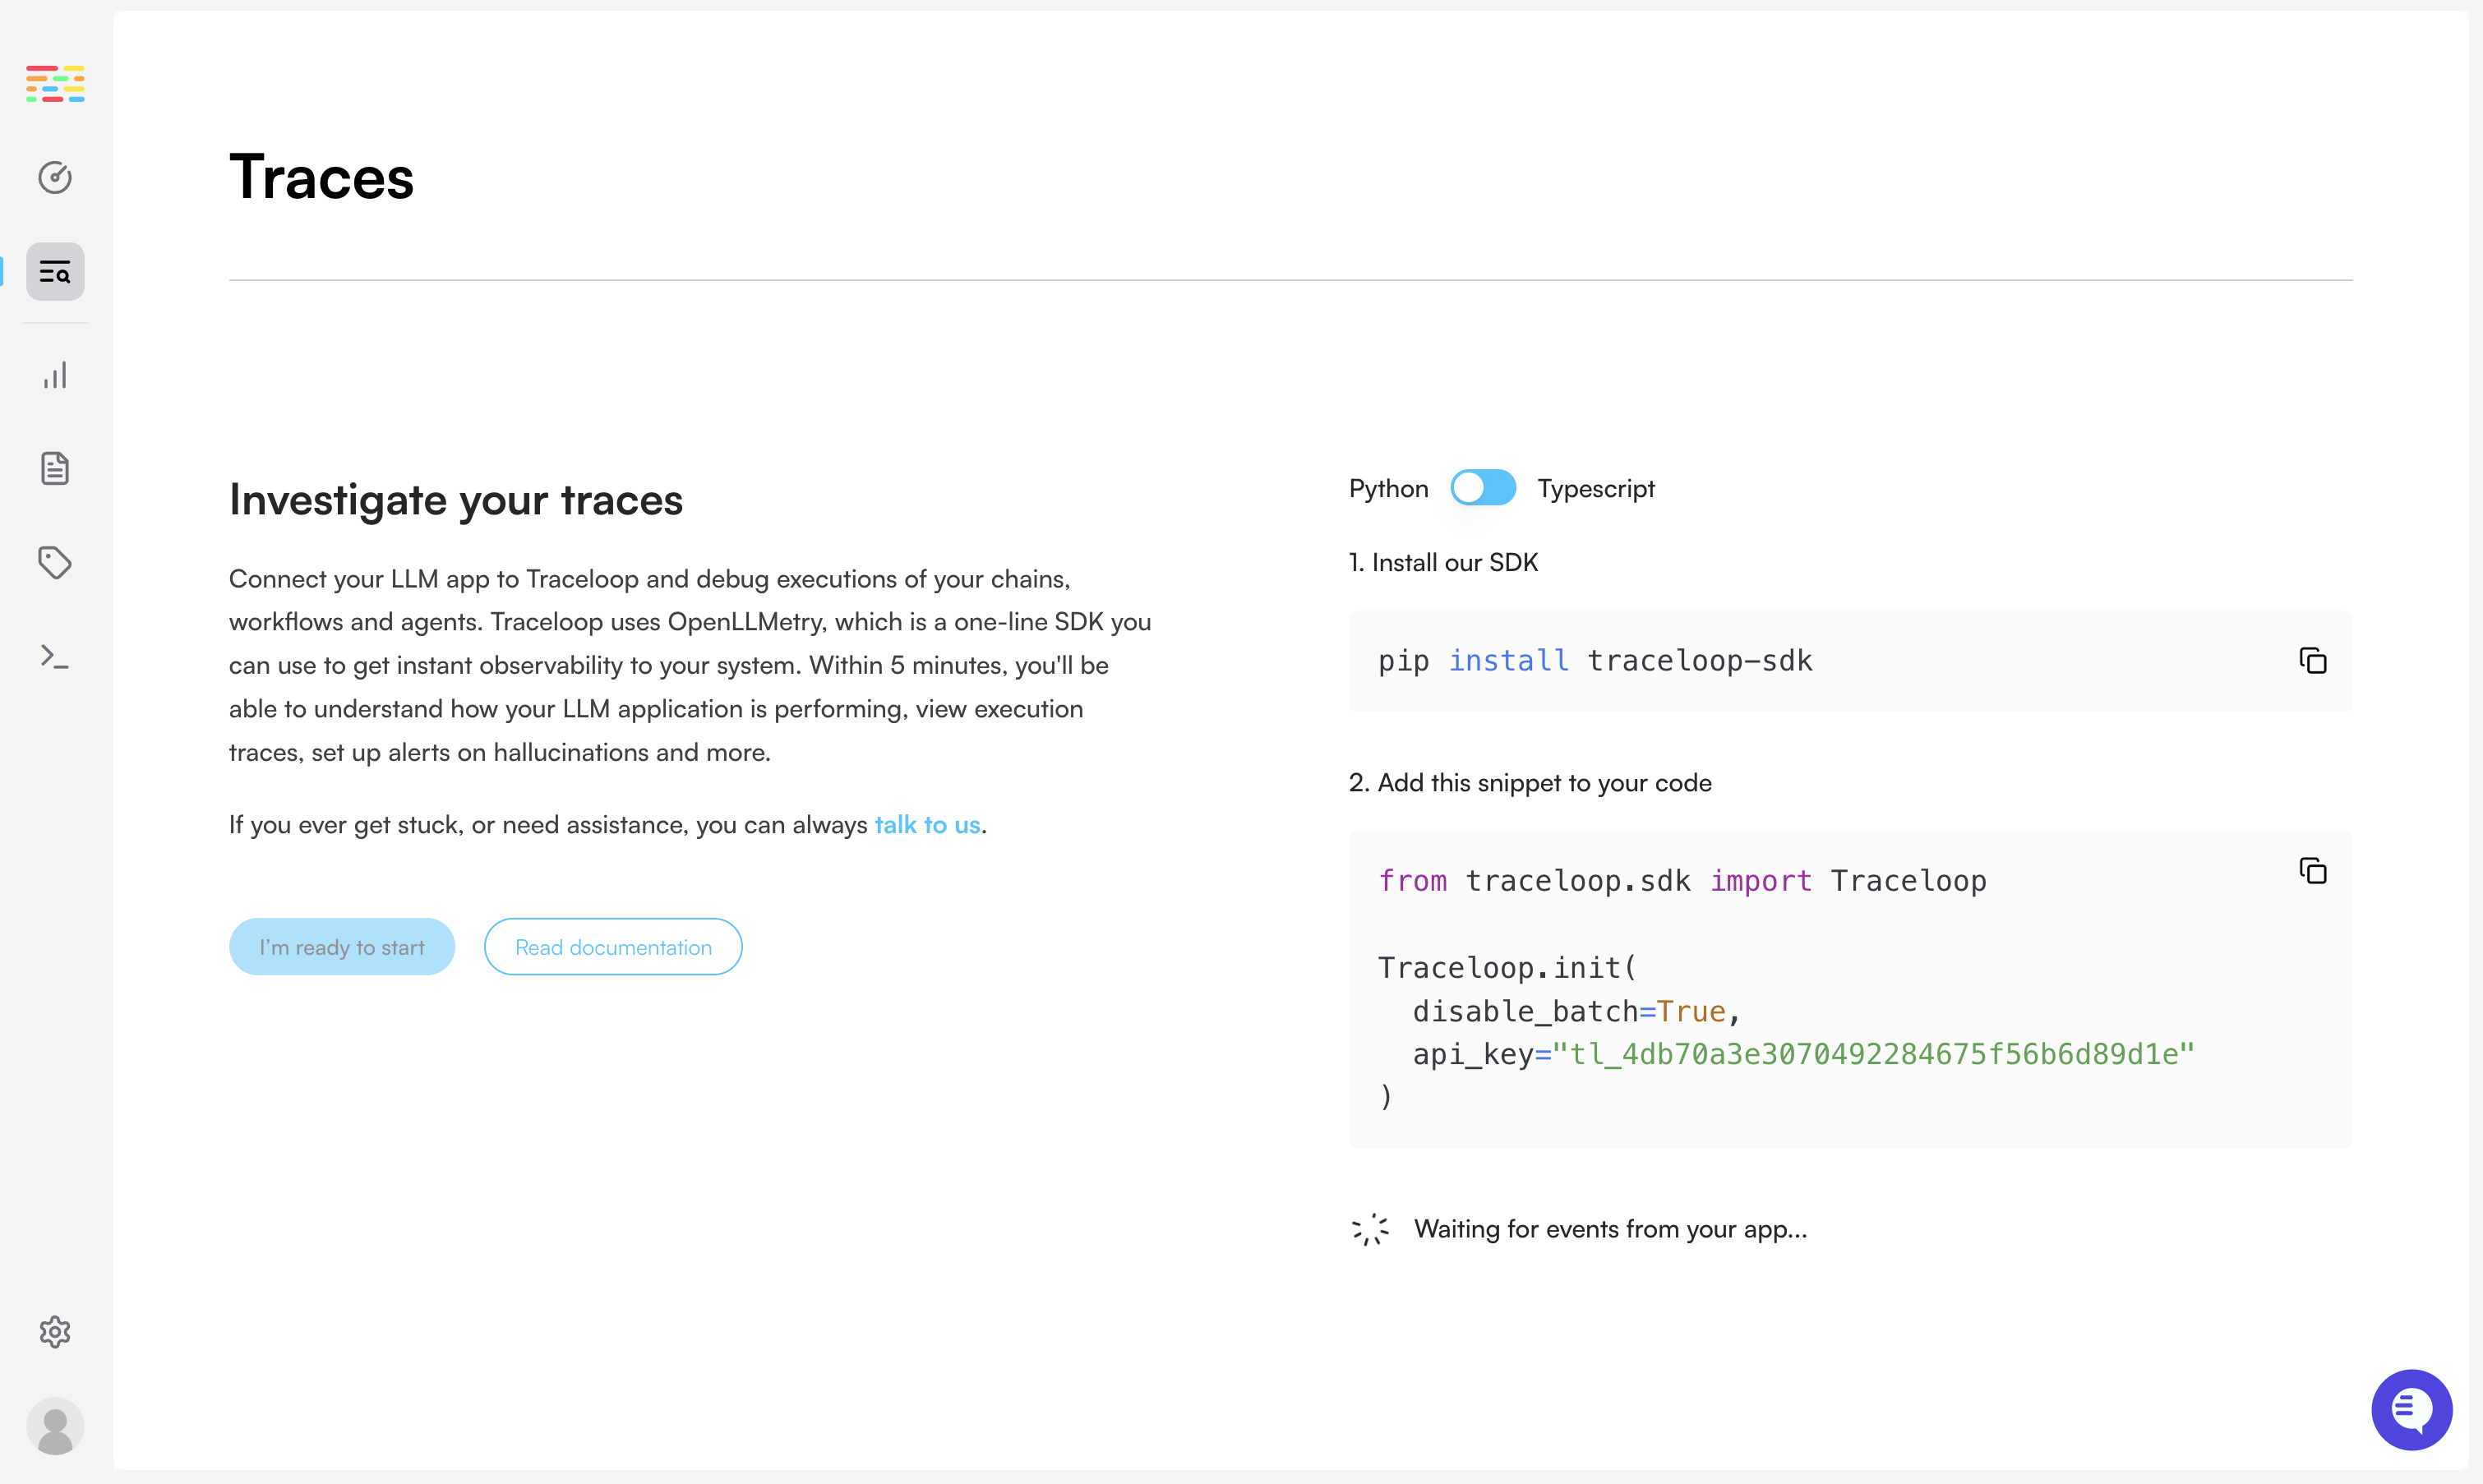 Traces
Investigate your traces
Connect your LLM app to Traceloop and debug executions of your chains,
workflows and agents. Traceloop uses OpenLLMetry, which is a one-line SDK you
can use to get instant observability to your system. Within 5 minutes, you'll be
able to understand how your LLM application is performing, view execution
traces, set up alerts on hallucinations and more.
If you ever get stuck, or need assistance, you can always talk to us.
I'm ready to start
Read documentation
Python Typescript
1. Install our SDK
pip install traceloop-sdk
2. Add this snippet to your code
from traceloop.sdk import Traceloop
Traceloop.init(
disable_batch=True,
api_key="tl_4db70a3e3070492284675f56b6d89d1e"
)
Waiting for events from your app...